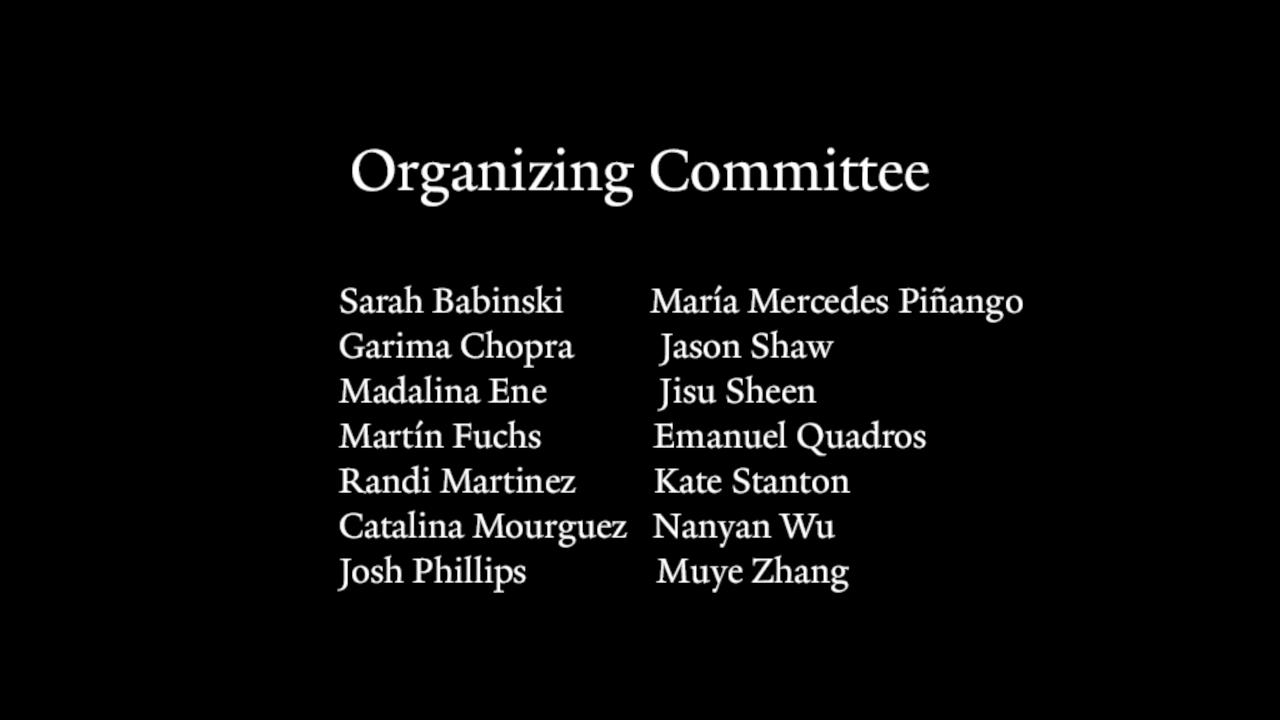 Organizing Committee
Sarah Babinski María Mercedes Piñango
Garima Chopra Jason Shaw
Madalina Ene Jisu Sheen
Martín Fuchs Emanuel Quadros
Randi Martinez Kate Stanton
Catalina Mourguez Nanyan Wu
Josh Phillips Muye Zhang